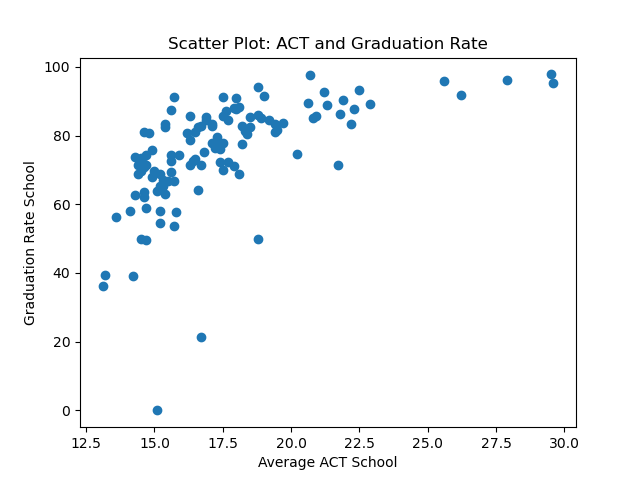 Scatter Plot: ACT and Graduation Rate
100
80
60
40
20
0
Graduation Rate School
12.5 15.0 17.5 20.0 22.5 25.0 27.5 30.0
Average ACT School